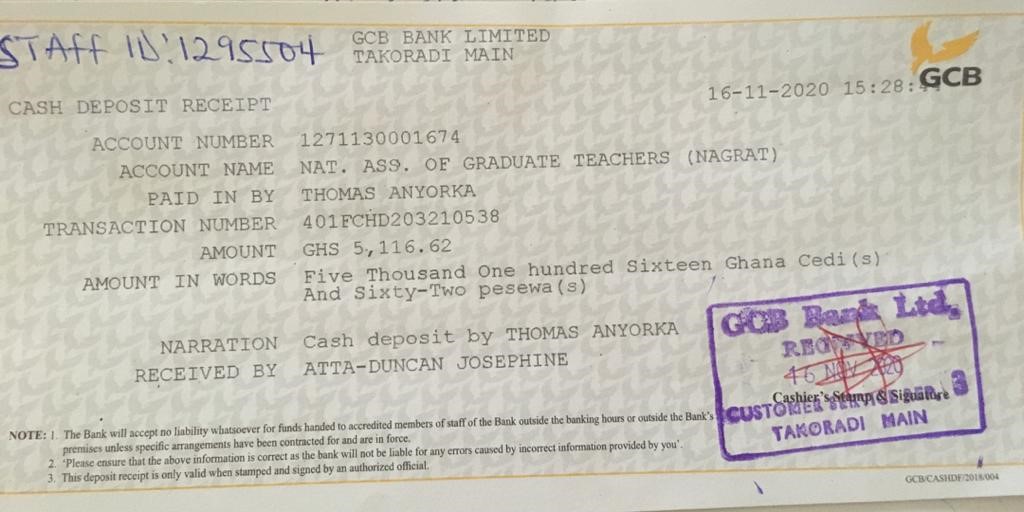 STAFF ID: 1295504
GCB BANK LIMITED
TAKORADI MAIN
GCB
16-11-2020 15:28:
CASH DEPOSIT RECEIPT
ACCOUNT NUMBER 1271130001674
ACCOUNT NAME NAT. ASS. OF GRADUATE TEACHERS (NAGRAT)
PAID IN BY THOMAS ANYORKA
TRANSACTION NUMBER 401FCHD203210538
AMOUNT GHS 5,116.62
AMOUNT IN WORDS Five Thousand One hundred Sixteen Ghana Cedi(s)
And Sixty-Two pesewa(s)
NARRATION Cash deposit by THOMAS ANYORKA
RECEIVED BY ATTA-DUNCAN JOSEPHINE
GCB Bank Ltd.
RECEIVED
16 NOV 2020
Cashier's Stamp & Signature
CUSTOMER 3
TAKORADI MAIN
NOTE: 1. The Bank will accept no liability whatsoever for funds handed to accredited members of staff of the Bank outside the banking hours or outside the Bank's
premises unless specific arrangements have been contracted for and are in force.
2. 'Please ensure that the above information is correct as the bank will not be liable for any errors caused by incorrect information provided by you'.
3. This deposit receipt is only valid when stamped and signed by an authorized official.
GCB/CASHDF/2018/004